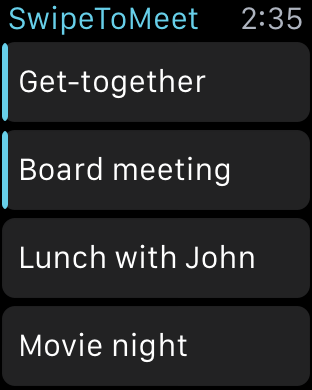 SwipeToMeet 2:35
Get-together
Board meeting
Lunch with John
Movie night